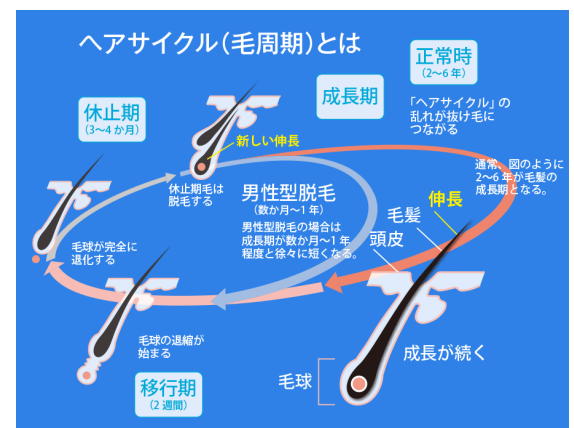 ヘアサイクル（毛周期）とは
正常時
（2〜6年）
成長期
「ヘアサイクル」の
乱れが抜け毛に
つながる
休止期
（3〜4か月）
新しい伸長
通常、図のように
2〜6年が毛髪の
成長期となる。
休止期毛は
脱毛する
男性型脱毛
（数か月〜1年）
男性型脱毛の場合は
成長期が数か月〜1年
程度と徐々に短くなる。
伸長
毛髪
頭皮
毛球が完全に
退化する
毛球の退縮が
始まる
成長が続く
毛球
移行期
（2週間）